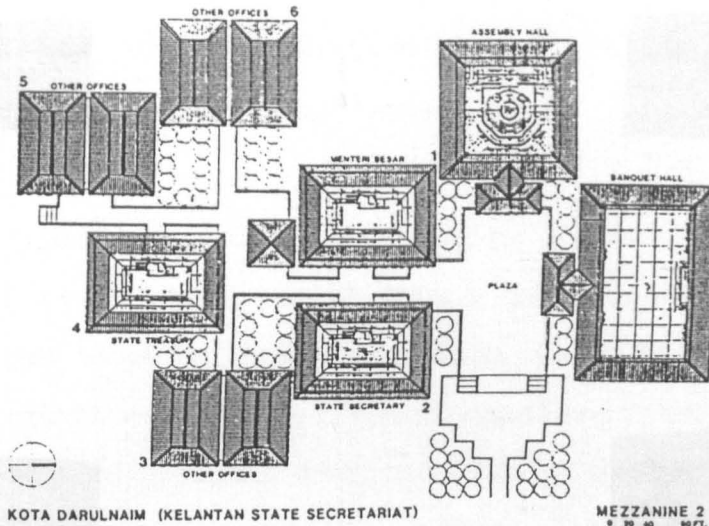 OTHER OFFICES
6
ASSEMBLY HALL
5
OTHER OFFICES
MENTERI BESAR
1
BANQUET HALL
PLAZA
4
STATE TREASURY
STATE SECRETARY
2
3
OTHER OFFICES
KOTA DARULNAIM (KELANTAN STATE SECRETARIAT)
MEZZANINE 2